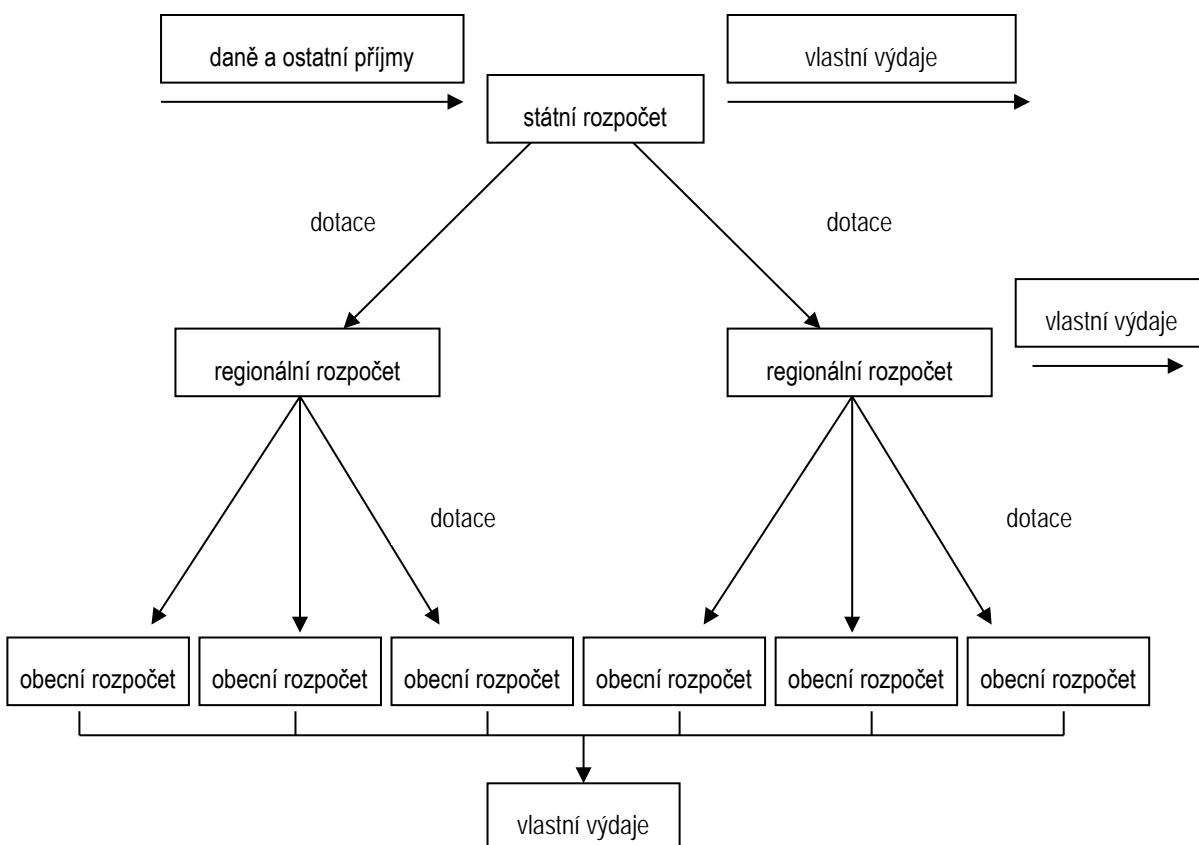 daně a ostatní příjmy
vlastní výdaje
státní rozpočet
dotace
dotace
vlastní výdaje
regionální rozpočet
regionální rozpočet
dotace
dotace
obecní rozpočet
obecní rozpočet
obecní rozpočet
obecní rozpočet
obecní rozpočet
obecní rozpočet
vlastní výdaje